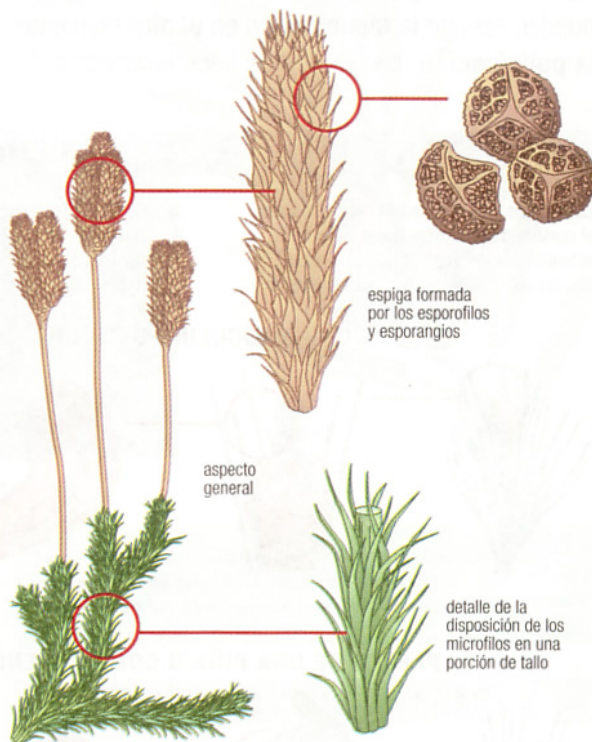 espiga formada
por los esporofilos
y esporangios
aspecto
general
detalle de la
disposición de los
microfilos en una
porción de tallo